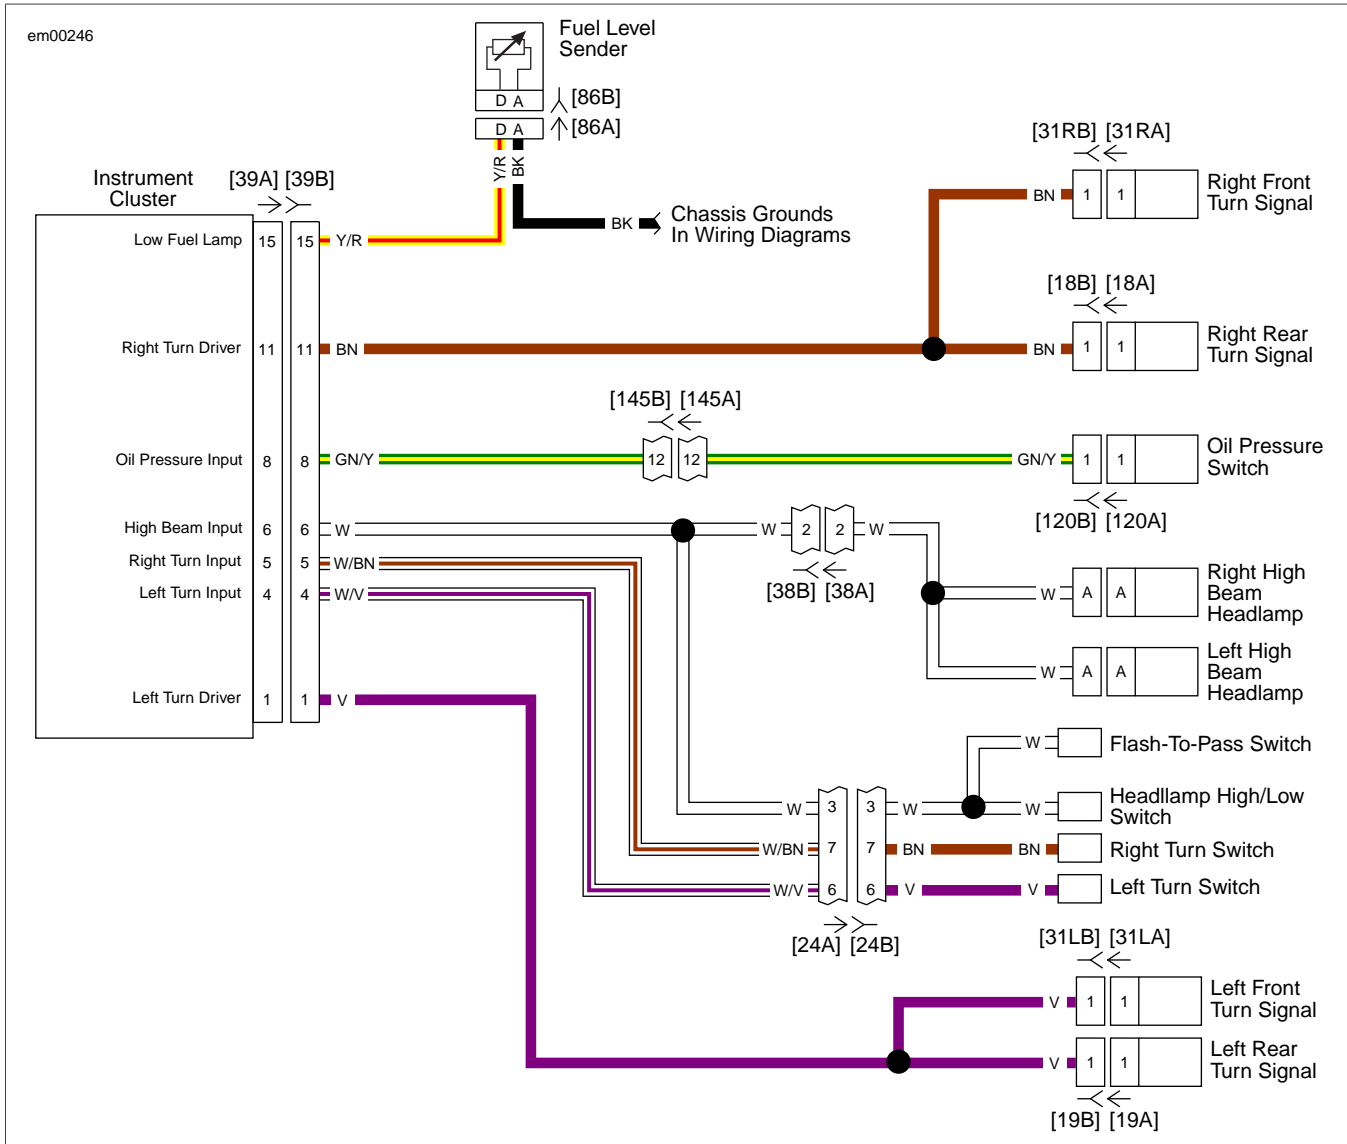 em00246
Fuel Level
Sender
D A
[86B]
D A
[86A]
Y/R
BK
BK
Chassis Grounds
In Wiring Diagrams
[31RB] [31RA]
BN
1
1
Right Front
Turn Signal
Instrument
Cluster
[39A] [39B]
Low Fuel Lamp
15
15
Y/R
[18B] [18A]
Right Turn Driver
11
11
BN
BN
1
1
Right Rear
Turn Signal
[145B] [145A]
Oil Pressure Input
8
8
GN/Y
12
12
GN/Y
1
1
Oil Pressure
Switch
[120B] [120A]
High Beam Input
6
6
W
W
2
2
W
[38B] [38A]
Right Turn Input
5
5
W/BN
Left Turn Input
4
4
W/V
W
A
A
Right High
Beam
Headlamp
W
A
A
Left High
Beam
Headlamp
Left Turn Driver
1
1
V
W
Flash-To-Pass Switch
W
3
3
W
W
Headllamp High/Low
Switch
W/BN
7
7
BN
BN
Right Turn Switch
W/V
6
6
V
V
Left Turn Switch
[24A] [24B]
[31LB] [31LA]
V
1
1
Left Front
Turn Signal
V
1
1
Left Rear
Turn Signal
[19B] [19A]